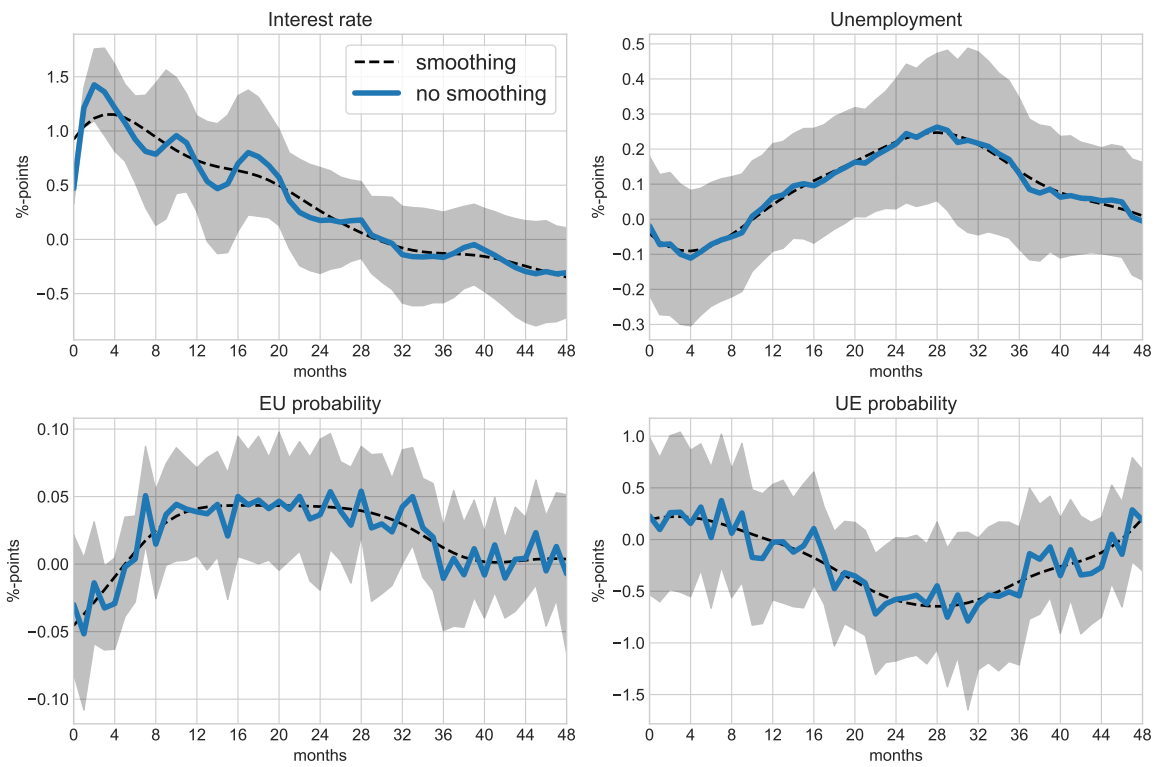 Interest rate
Unemployment
smoothing
no smoothing
1.5
1.0
0.5
0.0
−0.5
%-points
0 4 8 12 16 20 24 28 32 36 40 44 48
months
0.5
0.4
0.3
0.2
0.1
0.0
−0.1
−0.2
−0.3
%-points
0 4 8 12 16 20 24 28 32 36 40 44 48
months
EU probability
UE probability
0.10
0.05
0.00
−0.05
−0.10
%-points
0 4 8 12 16 20 24 28 32 36 40 44 48
months
1.0
0.5
0.0
−0.5
−1.0
−1.5
%-points
0 4 8 12 16 20 24 28 32 36 40 44 48
months